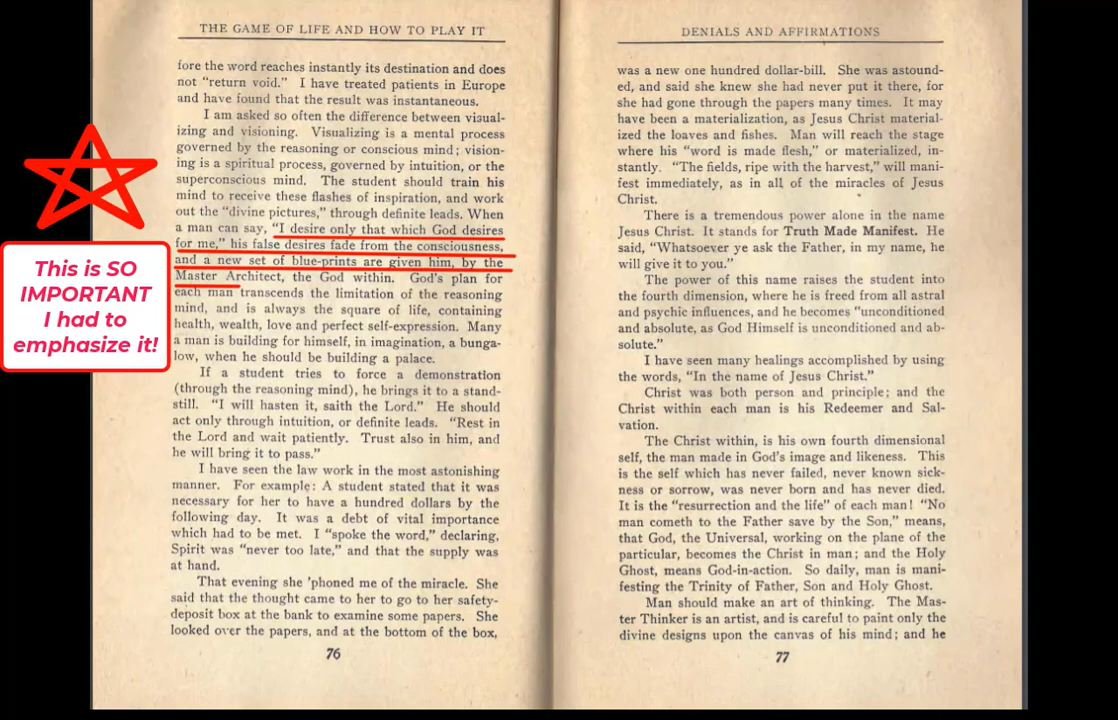 THE GAME OF LIFE AND HOW TO PLAY IT
fore the word reaches instantly its destination and does
not "return void." I have treated patients in Europe
and have found that the result was instantaneous.
I am asked so often the difference between visual-
izing and visioning. Visualizing is a mental process
governed by the reasoning or conscious mind; vision-
ing is a spiritual process, governed by intuition, or the
superconscious mind. The student should train his
mind to receive these flashes of inspiration, and work
out the "divine pictures," through definite leads. When
a man can say, "I desire only that which God desires
for me," his false desires fade from the consciousness,
and a new set of blue-prints are given him, by the
Master Architect, the God within. God's plan for
each man transcends the limitation of the reasoning
mind, and is always the square of life, containing
health, wealth, love and perfect self-expression. Many
a man is building for himself, in imagination, a bunga-
low, when he should be building a palace.
If a student tries to force a demonstration
(through the reasoning mind), he brings it to a stand-
still. "I will hasten it, saith the Lord." He should
act only through intuition, or definite leads. "Rest in
the Lord and wait patiently. Trust also in him, and
he will bring it to pass."
I have seen the law work in the most astonishing
manner. For example: A student stated that it was
necessary for her to have a hundred dollars by the
following day. It was a debt of vital importance
which had to be met. I "spoke the word," declaring,
Spirit was "never too late," and that the supply was
at hand.
That evening she 'phoned me of the miracle. She
said that the thought came to her to go to her safety-
deposit box at the bank to examine some papers. She
looked over the papers, and at the bottom of the box,
76
This is SO
IMPORTANT
I had to
emphasize it!
DENIALS AND AFFIRMATIONS
was a new one hundred dollar-bill. She was astound-
ed, and said she knew she had never put it there, for
she had gone through the papers many times. It may
have been a materialization, as Jesus Christ material-
ized the loaves and fishes. Man will reach the stage
where his "word is made flesh," or materialized, in-
stantly. "The fields, ripe with the harvest," will mani-
fest immediately, as in all of the miracles of Jesus
Christ.
There is a tremendous power alone in the name
Jesus Christ. It stands for Truth Made Manifest. He
said, "Whatsoever ye ask the Father, in my name, he
will give it to you."
The power of this name raises the student into
the fourth dimension, where he is freed from all astral
and psychic influences, and he becomes "unconditioned
and absolute, as God Himself is unconditioned and ab-
solute."
I have seen many healings accomplished by using
the words, "In the name of Jesus Christ."
Christ was both person and principle; and the
Christ within each man is his Redeemer and Sal-
vation.
The Christ within, is his own fourth dimensional
self, the man made in God's image and likeness. This
is the self which has never failed, never known sick-
ness or sorrow, was never born and has never died.
It is the "resurrection and the life" of each man! "No
man cometh to the Father save by the Son," means,
that God, the Universal, working on the plane of the
particular, becomes the Christ in man; and the Holy
Ghost, means God-in-action. So daily, man is mani-
festing the Trinity of Father, Son and Holy Ghost.
Man should make an art of thinking. The Mas-
ter Thinker is an artist, and is careful to paint only the
divine designs upon the canvas of his mind; and he
77